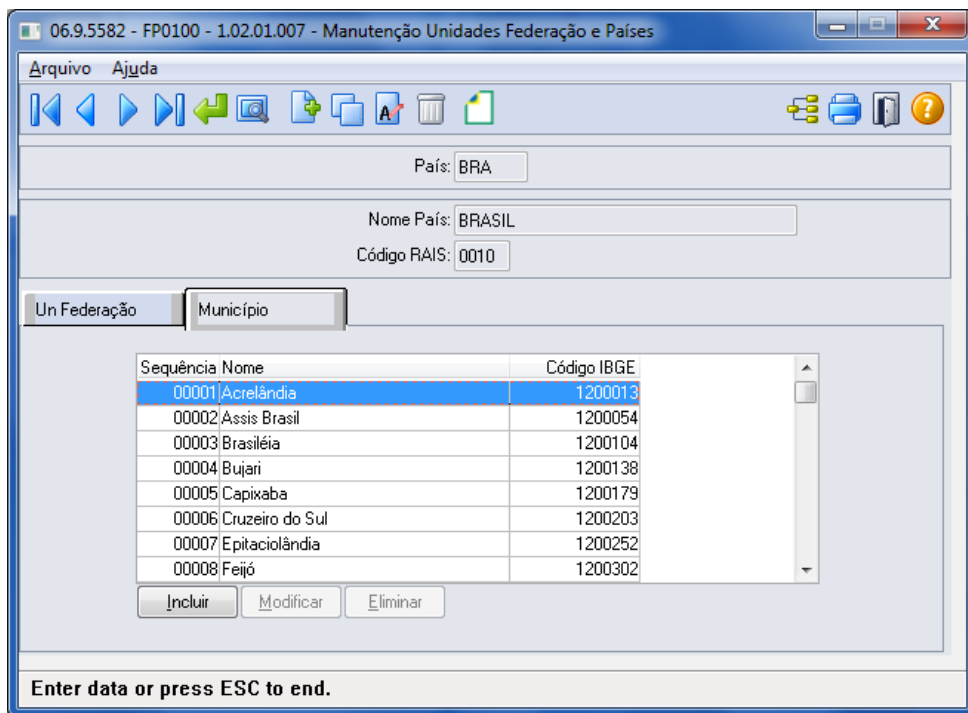 06.9.5582 - FP0100 - 1.02.01.007 - Manutenção Unidades Federação e Países
Arquivo Ajuda
País: BRA
Nome País: BRASIL
Código RAIS: 0010
Un Federação Município
Sequência Nome Código IBGE
00001 Acrelândia 1200013
00002 Assis Brasil 1200054
00003 Brasiléia 1200104
00004 Bujari 1200138
00005 Capixaba 1200179
00006 Cruzeiro do Sul 1200203
00007 Epitaciolândia 1200252
00008 Feijó 1200302
Incluir Modificar Eliminar
Enter data or press ESC to end.